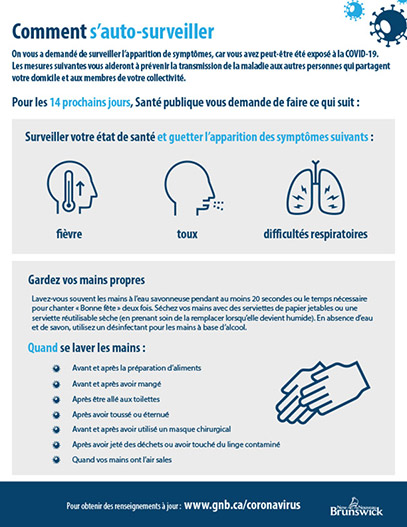 Comment s'auto-surveiller
On vous a demandé de surveiller l'apparition de symptômes, car vous avez peut-être été exposé à la COVID-19.
Les mesures suivantes vous aideront à prévenir la transmission de la maladie aux autres personnes qui partagent
votre domicile et aux membres de votre collectivité.
Pour les 14 prochains jours, Santé publique vous demande de faire ce qui suit :
Surveiller votre état de santé et guetter l'apparition des symptômes suivants :
fièvre
toux
difficultés respiratoires
Gardez vos mains propres
Lavez-vous souvent les mains à l'eau savonneuse pendant au moins 20 secondes ou le temps nécessaire
pour chanter « Bonne fête » deux fois. Séchez vos mains avec des serviettes de papier jetables ou une
serviette réutilisable sèche (en prenant soin de la remplacer lorsqu'elle devient humide). En absence d'eau
et de savon, utilisez un désinfectant pour les mains à base d'alcool.
Quand se laver les mains :
Avant et après la préparation d'aliments
Avant et après avoir mangé
Après être allé aux toilettes
Après avoir toussé ou éternué
Avant et après avoir utilisé un masque chirurgical
Après avoir jeté des déchets ou avoir touché du linge contaminé
Quand vos mains ont l'air sales
Pour obtenir des renseignements à jour : www.gnb.ca/coronavirus
New Nouveau
Brunswick